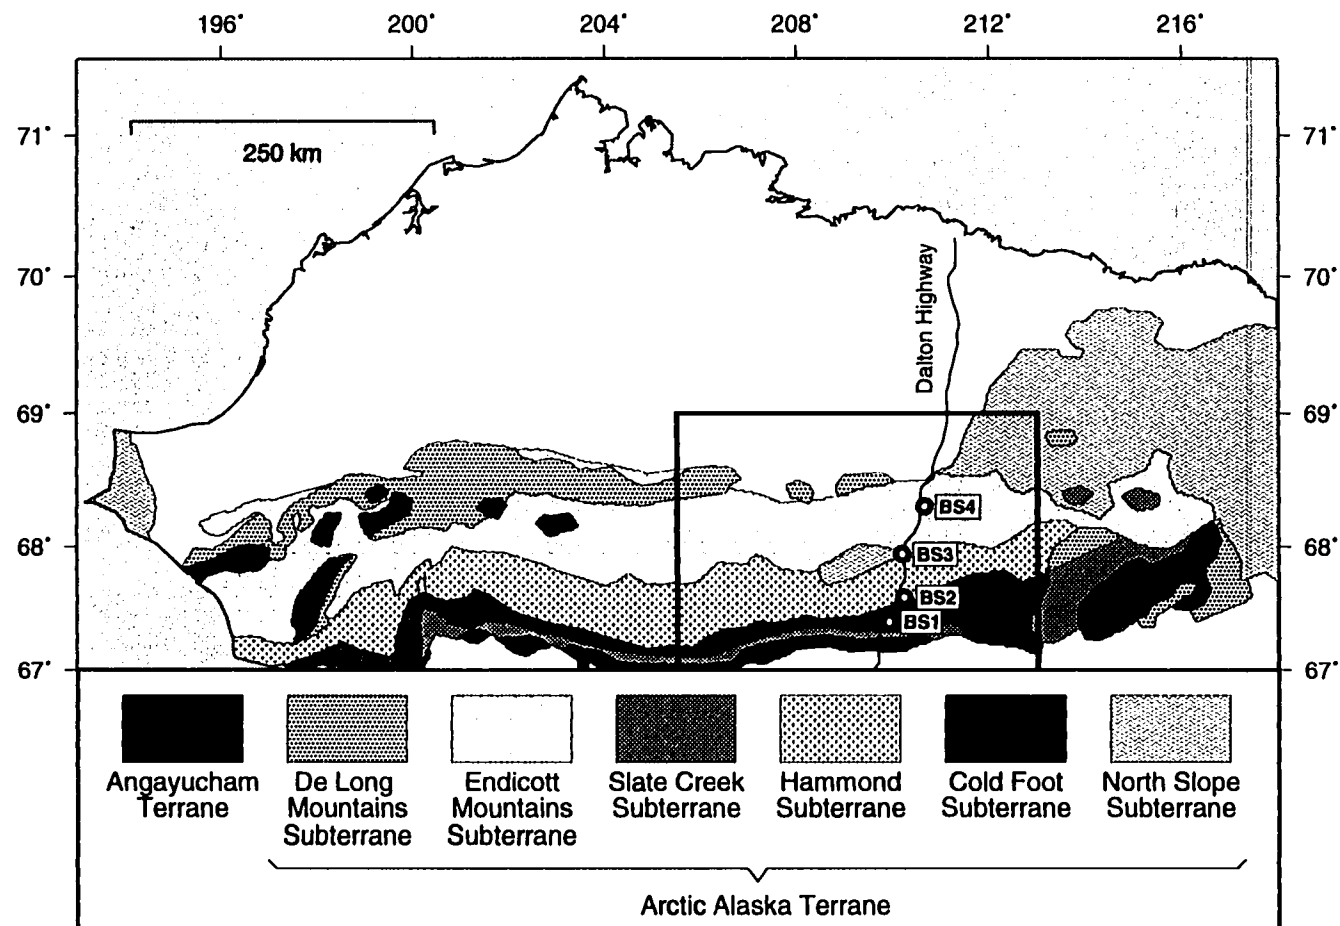 196° 200° 204° 208° 212° 216°
71° 71°
250 km
70° 70°
Dalton Highway
69° 69°
BS4
68° BS3 68°
BS2
BS1
67° 67°
Angayucham De Long Endicott Slate Creek Hammond Cold Foot North Slope
Terrane Mountains Mountains Subterrane Subterrane Subterrane Subterrane
Subterrane Subterrane
Arctic Alaska Terrane